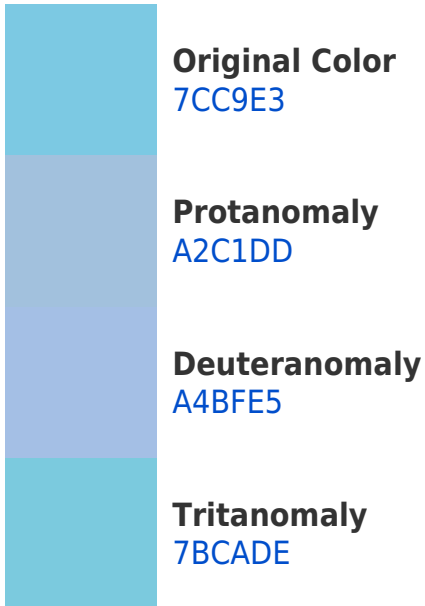 Original Color
7CC9E3
Protanomaly
A2C1DD
Deuteranomaly
A4BFE5
Tritanomaly
7BCADE